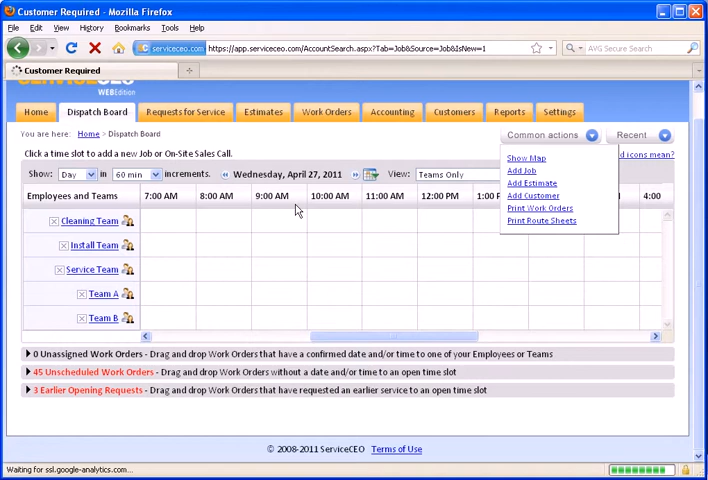 Customer Required - Mozilla Firefox
File Edit View History Bookmarks Tools Help
serviceceo.com https://app.serviceceo.com/AccountSearch.aspx?Tab=Job&Source=Job&IsNew=1 AVG Secure Search
Customer Required
SERVICECEO
WEBEdition
Home Dispatch Board Requests for Service Estimates Work Orders Accounting Customers Reports Settings
You are here: Home > Dispatch Board Common actions Recent
Click a time slot to add a new Job or On-Site Sales Call. d icons mean?
Show: Day in 60 min increments. Wednesday, April 27, 2011 View: Teams Only
Show Map
Add Job
Add Estimate
Add Customer
Print Work Orders
Print Route Sheets
Employees and Teams 7:00 AM 8:00 AM 9:00 AM 10:00 AM 11:00 AM 12:00 PM 1:00 4:00
Cleaning Team
Install Team
Service Team
Team A
Team B
0 Unassigned Work Orders - Drag and drop Work Orders that have a confirmed date and/or time to one of your Employees or Teams
45 Unscheduled Work Orders - Drag and drop Work Orders without a date and/or time to an open time slot
3 Earlier Opening Requests - Drag and drop Work Orders that have requested an earlier service to an open time slot
© 2008-2011 ServiceCEO Terms of Use
Waiting for ssl.google-analytics.com...